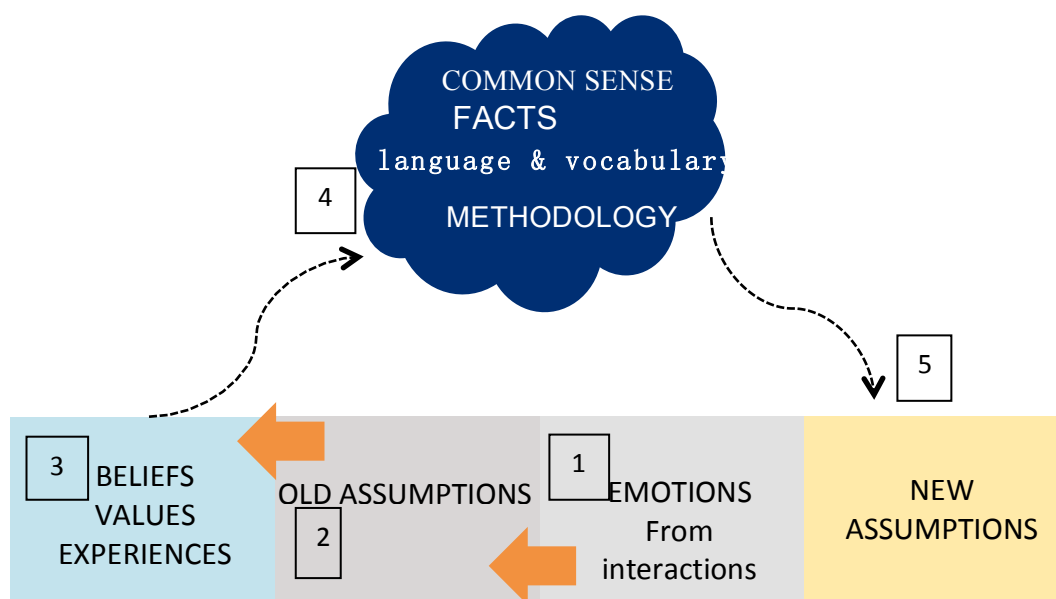 COMMON SENSE
FACTS
language & vocabulary
METHODOLOGY
4
5
3
BELIEFS
VALUES
EXPERIENCES
OLD ASSUMPTIONS
2
1
EMOTIONS
From
interactions
NEW
ASSUMPTIONS